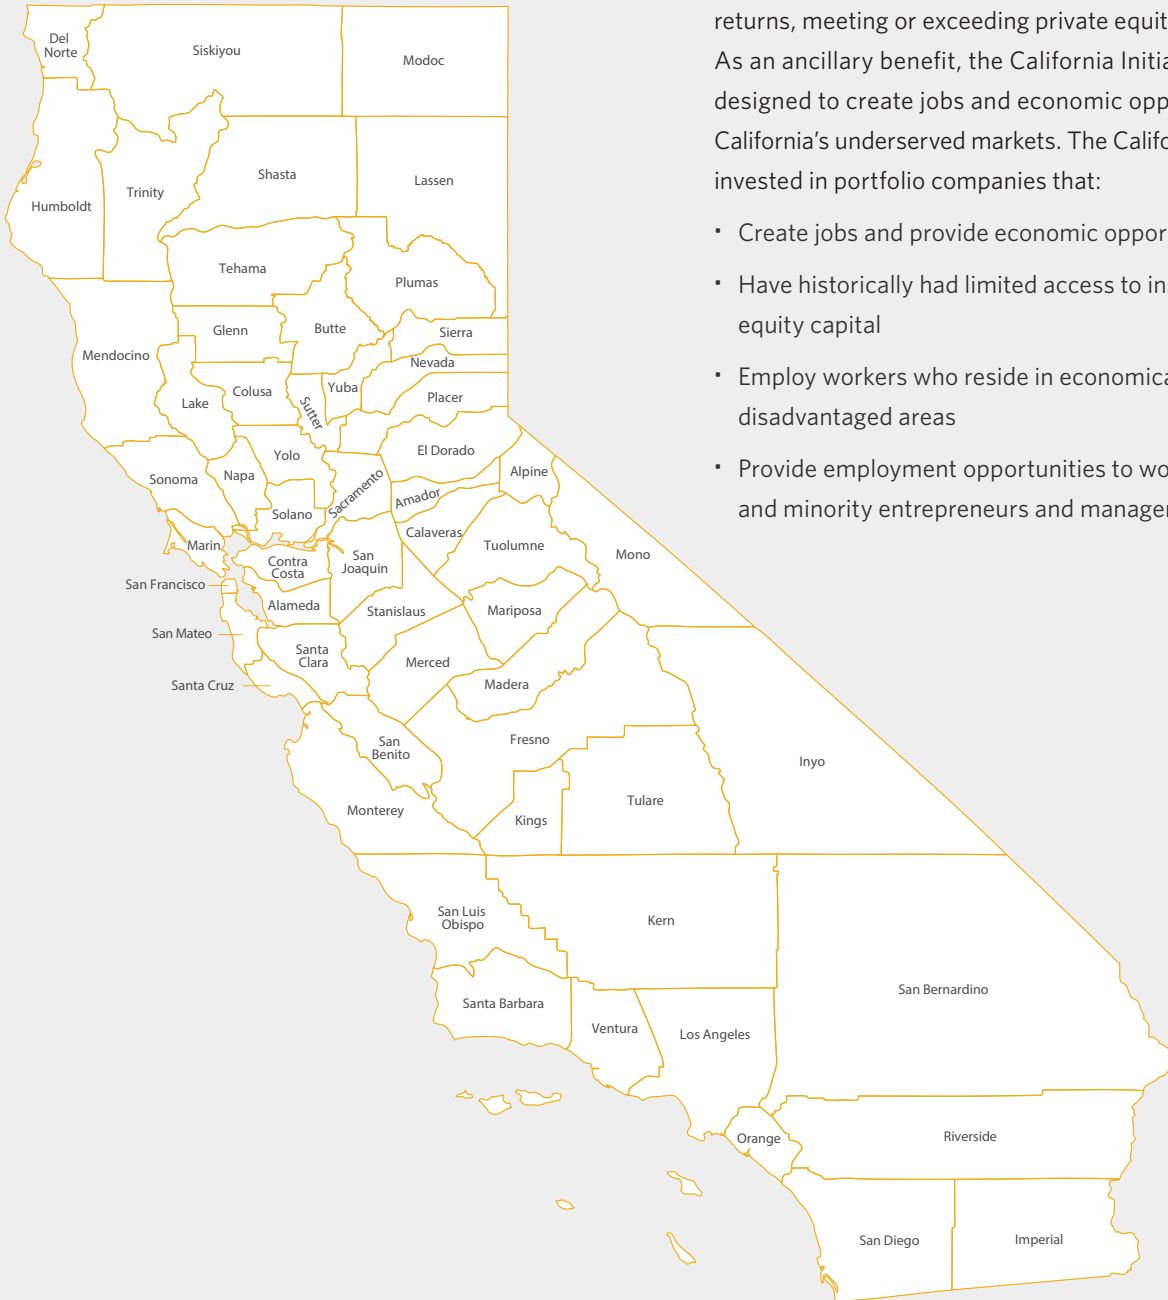 returns, meeting or exceeding private equit
As an ancillary benefit, the California Initia
designed to create jobs and economic opp
California's underserved markets. The Califo
invested in portfolio companies that:
• Create jobs and provide economic oppor
• Have historically had limited access to ins
equity capital
• Employ workers who reside in economica
disadvantaged areas
• Provide employment opportunities to wo
and minority entrepreneurs and manager
Del
Norte
Siskiyou
Modoc
Humboldt
Trinity
Shasta
Lassen
Tehama
Plumas
Mendocino
Glenn
Butte
Sierra
Nevada
Lake
Colusa
Sutter
Yuba
Placer
Sonoma
Napa
Yolo
El Dorado
Alpine
Solano
Sacramento
Amador
Marin
Calaveras
Tuolumne
Mono
Contra
Costa
San
Joaquin
San Francisco
Alameda
Stanislaus
Mariposa
San Mateo
Santa
Clara
Merced
Santa Cruz
Madera
San
Benito
Fresno
Inyo
Monterey
Kings
Tulare
San Luis
Obispo
Kern
San Bernardino
Santa Barbara
Ventura
Los Angeles
Orange
Riverside
San Diego
Imperial